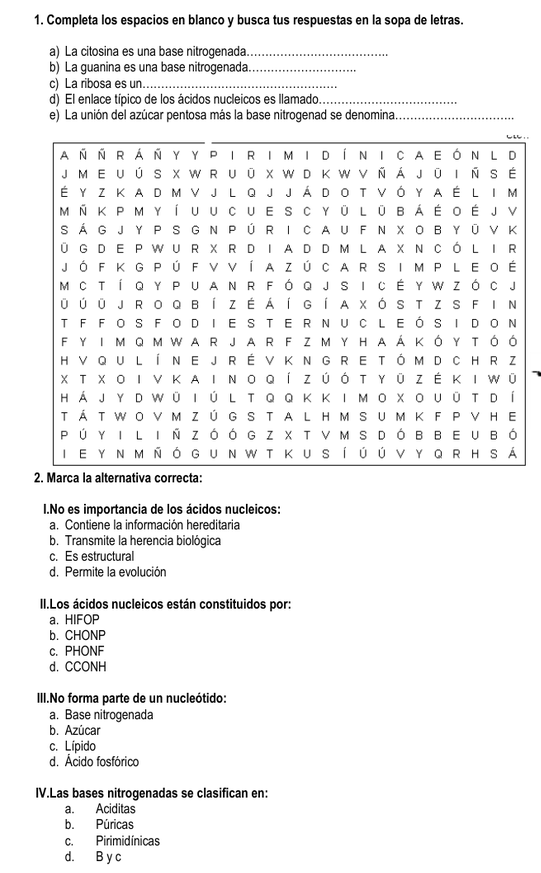 1. Completa los espacios en blanco y busca tus respuestas en la sopa de letras.
a) La citosina es una base nitrogenada……………………………….
b) La guanina es una base nitrogenada………………………..
c) La ribosa es un……………………………………………
d) El enlace típico de los ácidos nucleicos es llamado………………………………
e) La unión del azúcar pentosa más la base nitrogenad se denomina………………………….
A Ñ Ñ R Á Ñ Y Y P I R I M I D Í N I C A E Ó N L D
J M E U Ú S X W R U Ü X W D K W V Ñ Á J Ü I Ñ S É
É Y Z K A D M V J L Q J J Á D O T V Ó Y A É L I M
M Ñ K P M Y Í U U C U E S C Y Ü L Ü B Á É O É J V
S Á G J Y P S G N P Ú R I C A U F N X O B Y Ü V K
Ü G D E P W U R X R D I A D D M L A X N C Ó L I R
J Ó F K G P Ú F V V Í A Z Ú C A R S I M P L E O É
M C T Í Q Y P U A N R F Ó Q J S I C É Y W Z Ó C J
Ü Ú Ü J R O Q B Í Z É Á Í G Í A X Ó S T Z S F I N
T F F O S F O D I E S T E R N U C L E Ó S I D O N
F Y I M Q M W A R J A R F Z M Y H A Á K Ó Y T Ó Ó
H V Q U L Í N E J R É V K N G R E T Ó M D C H R Z
X T X O I V K A I N O Q Í Z Ú Ó T Y Ü Z É K I W Ü
H Á J Y D W Ü I Ú L T Q Q K K I M O X O U Ü T D Í
T Á T W O V M Z Ú G S T A L H M S U M K F P V H E
P Ú Y I L I Ñ Z Ó Ó G Z X T V M S D Ó B B E U B Ó
I E Y N M Ñ Ó G U N W T K U S Í Ú Ú V Y Q R H S Á
2. Marca la alternativa correcta:
I.No es importancia de los ácidos nucleicos:
a. Contiene la información hereditaria
b. Transmite la herencia biológica
c. Es estructural
d. Permite la evolución
II.Los ácidos nucleicos están constituidos por:
a. HIFOP
b. CHONP
c. PHONF
d. CCONH
III.No forma parte de un nucleótido:
a. Base nitrogenada
b. Azúcar
c. Lípido
d. Ácido fosfórico
IV.Las bases nitrogenadas se clasifican en:
a. Aciditas
b. Púricas
c. Pirimidínicas
d. B y c